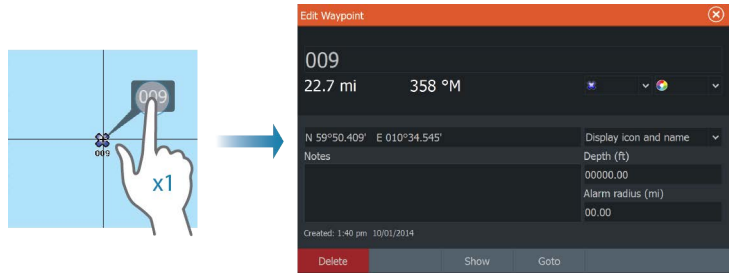 009
009
x1
Edit Waypoint
009
22.7 mi 358 °M
N 59°50.409' E 010°34.545' Display icon and name
Notes Depth (ft)
00000.00
Alarm radius (mi)
00.00
Created: 1:40 pm 10/01/2014
Delete Show Goto